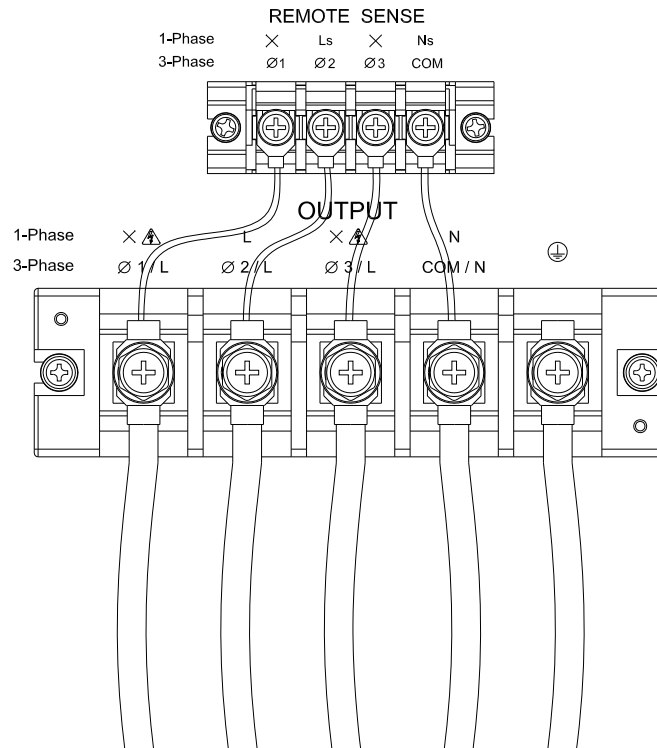 REMOTE SENSE
1-Phase × Ls × Ns
3-Phase Ø1 Ø2 Ø3 COM
OUTPUT
1-Phase × L × N
3-Phase Ø 1 / L Ø 2 / L Ø 3 / L COM / N